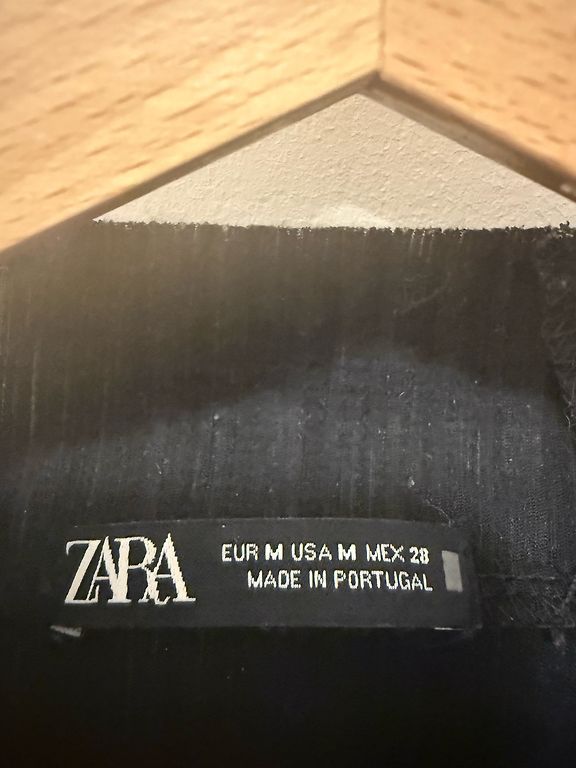 ZARA
EUR M USA M MEX 28
MADE IN PORTUGAL